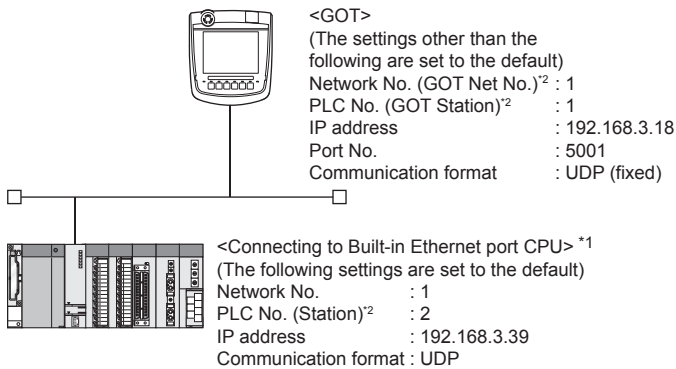 <GOT>
(The settings other than the
following are set to the default)
Network No. (GOT Net No.)*2 : 1
PLC No. (GOT Station)*2 : 1
IP address : 192.168.3.18
Port No. : 5001
Communication format : UDP (fixed)
<Connecting to Built-in Ethernet port CPU> *1
(The following settings are set to the default)
Network No. : 1
PLC No. (Station)*2 : 2
IP address : 192.168.3.39
Communication format : UDP